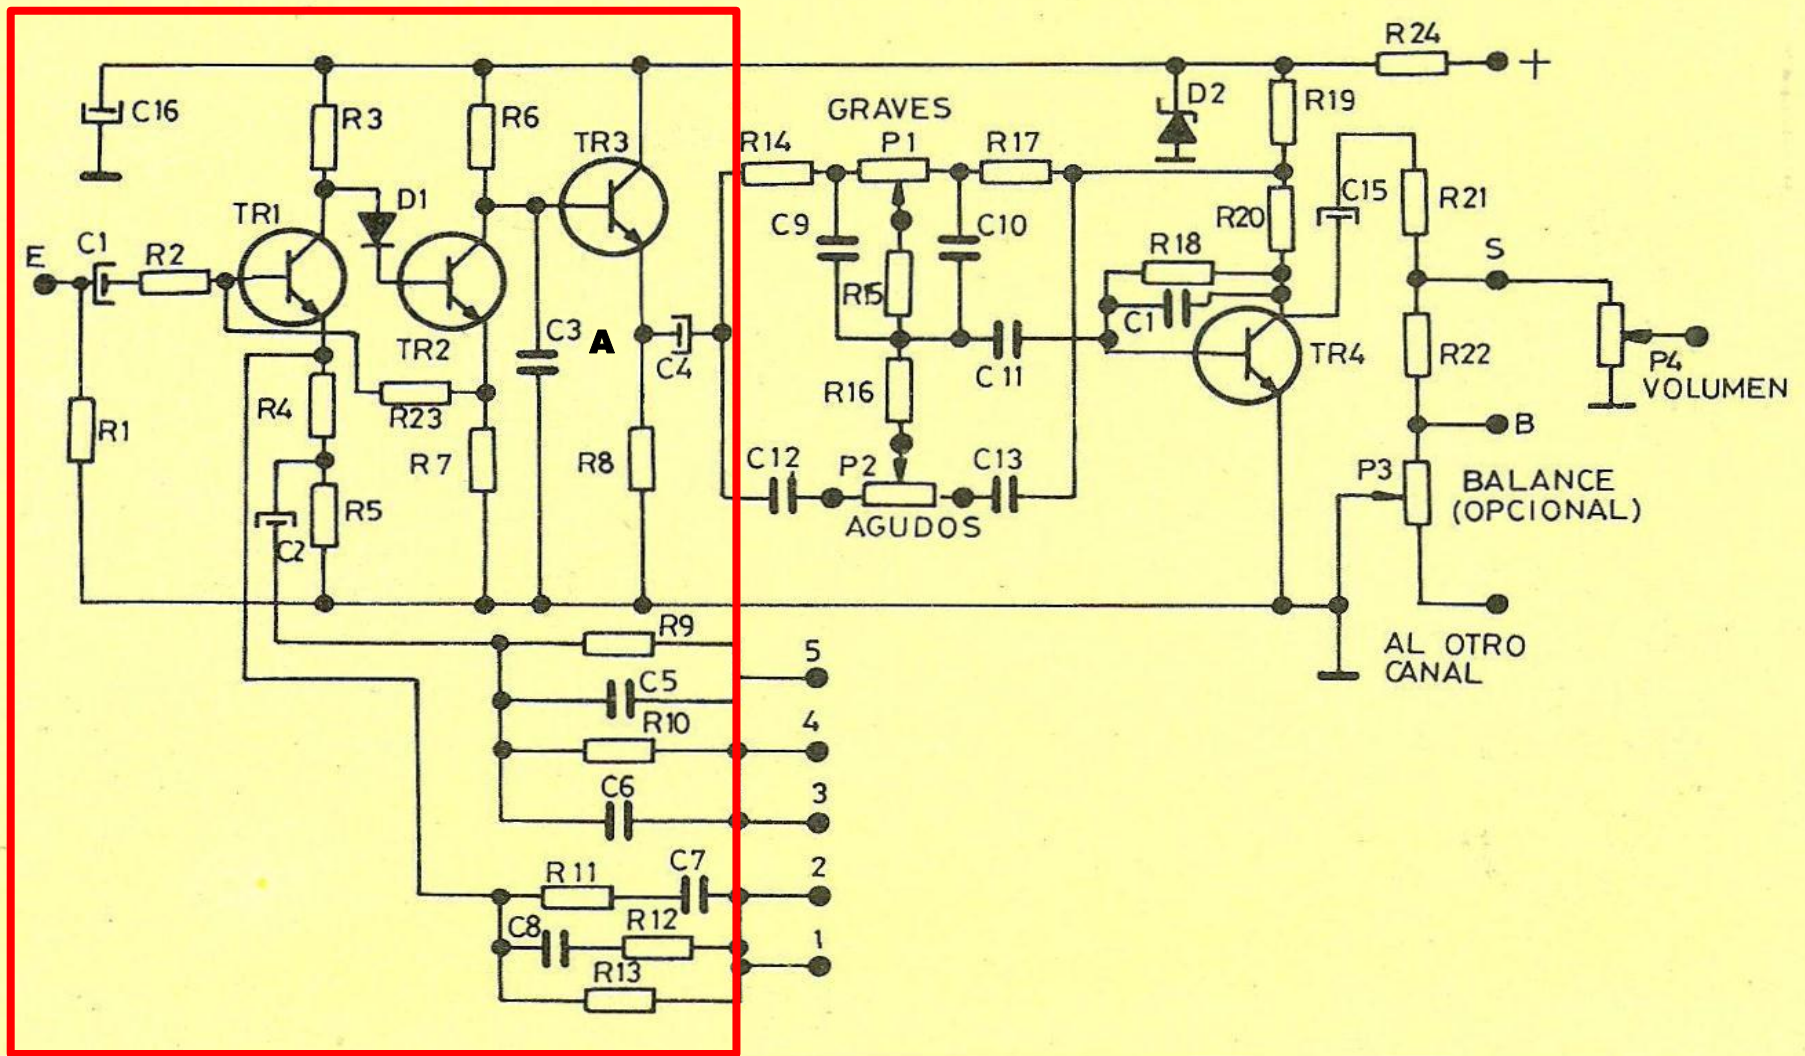 R24
+
C16
R3
R6
TR3
D2
R19
GRAVES
R14
P1
R17
C15
R21
TR1
D1
C9
C10
R20
E
C1
R2
R18
S
R15
C3
A
TR2
C4
C1
TR4
R22
P4
VOLUMEN
C11
R16
R4
R23
R1
B
R7
R8
C12
P2
C13
P3
BALANCE
(OPCIONAL)
R5
C2
AGUDOS
R9
5
AL OTRO
CANAL
C5
R10
4
C6
3
R11
C7
2
C8
R12
1
R13